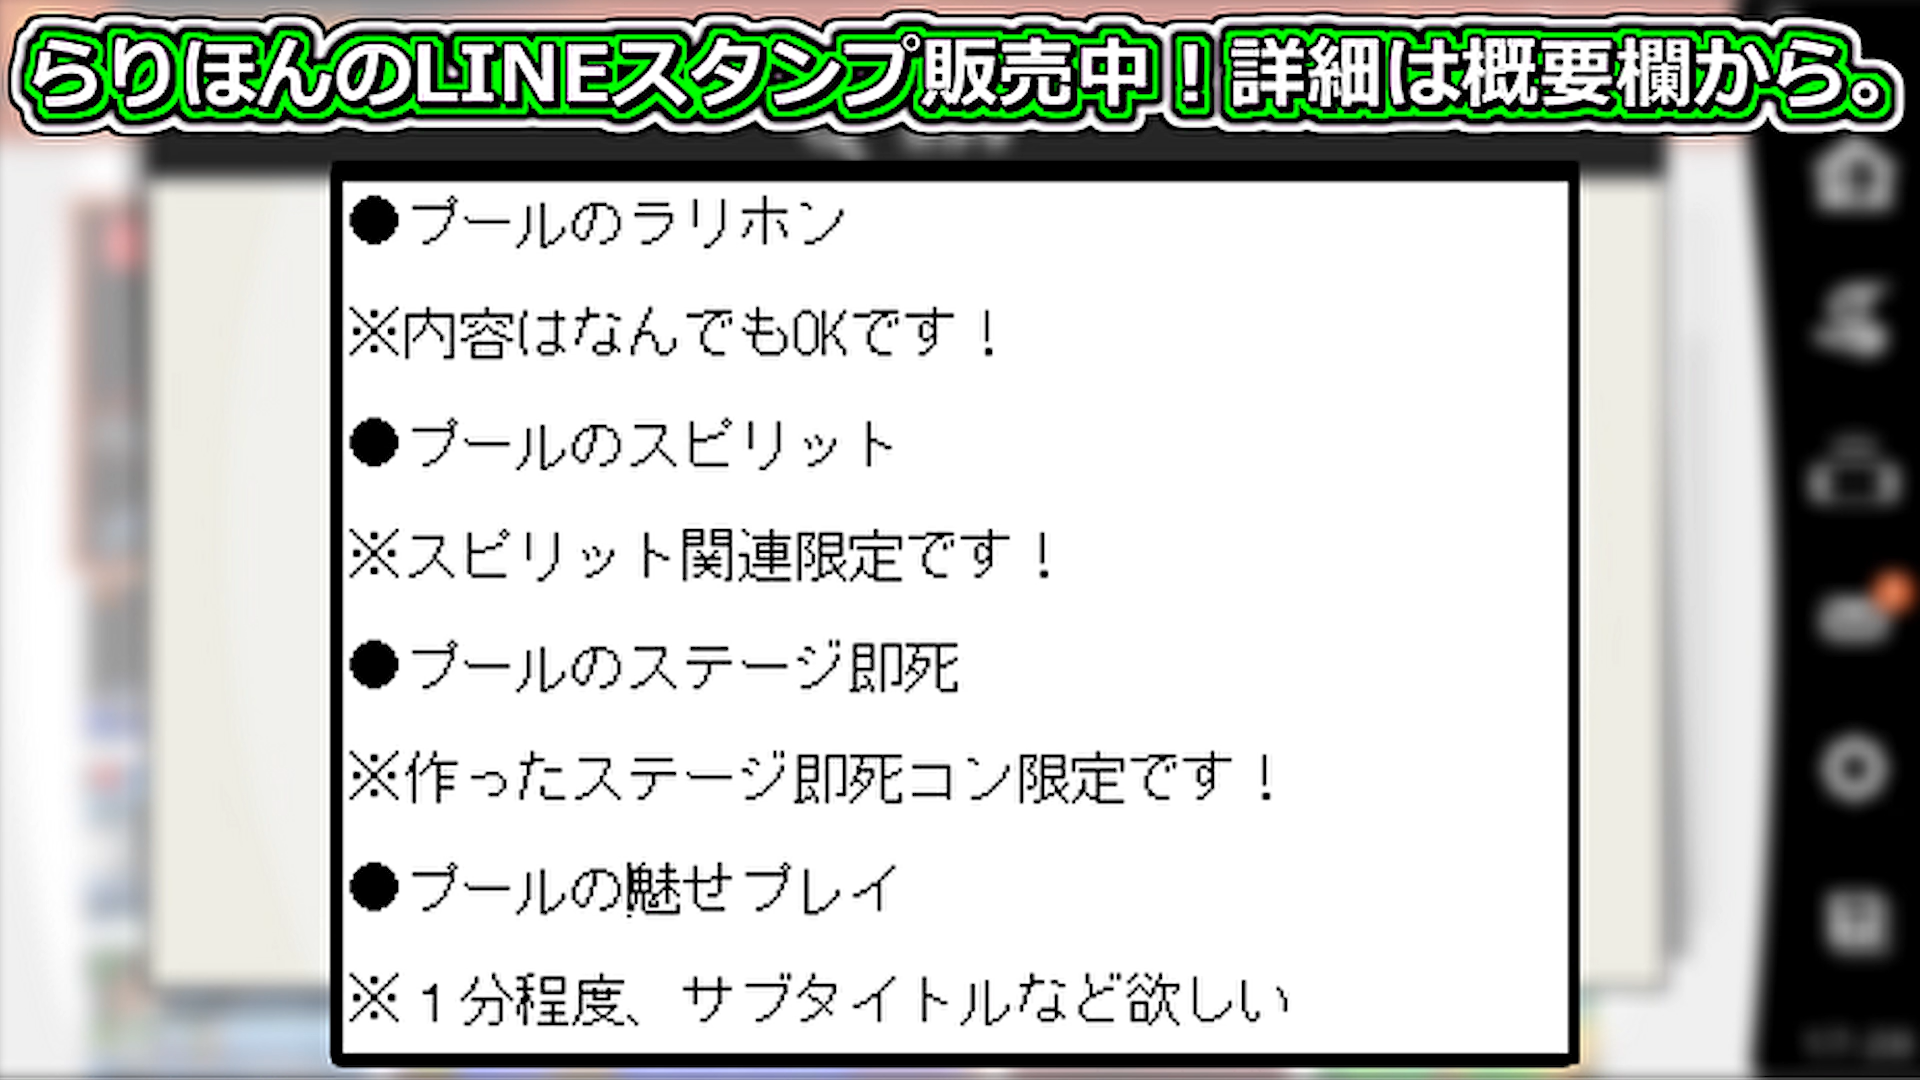 らりほんのLINEスタンプ販売中！詳細は概要欄から。
●プールのラリホン
※内容はなんでもOKです！
●プールのスピリット
※スピリット関連限定です！
●プールのステージ即死
※作ったステージ即死コン限定です！
●プールの魅せプレイ
※１分程度、サブタイトルなど欲しい